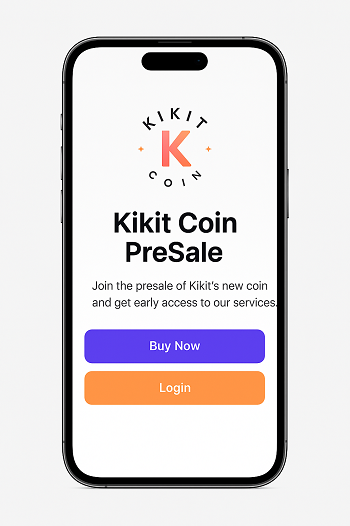 KIKIT
K
COIN
Kikit Coin
PreSale
Join the presale of Kikit's new coin
and get early access to our services.
Buy Now
Login